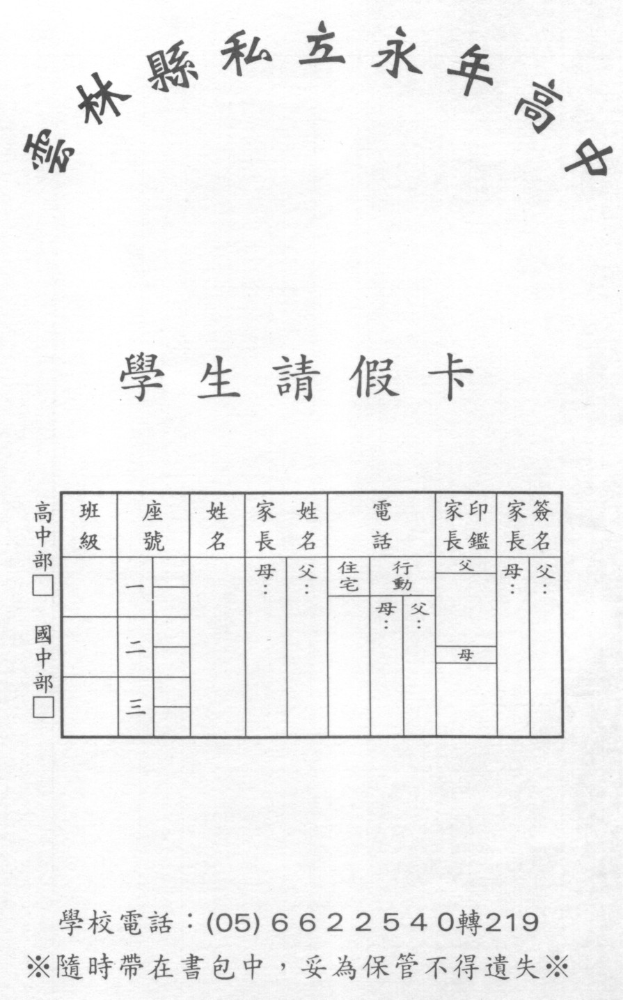 雲林縣私立永年高中
學生請假卡
高中部□
國中部□
班級 座號 姓名 家長姓名 電話 家長印鑑 家長簽名
母： 父： 住宅 行動 父 母： 父：
母： 父：
一
二
三
母
學校電話：(05)6622540轉219
※隨時帶在書包中，妥為保管不得遺失※